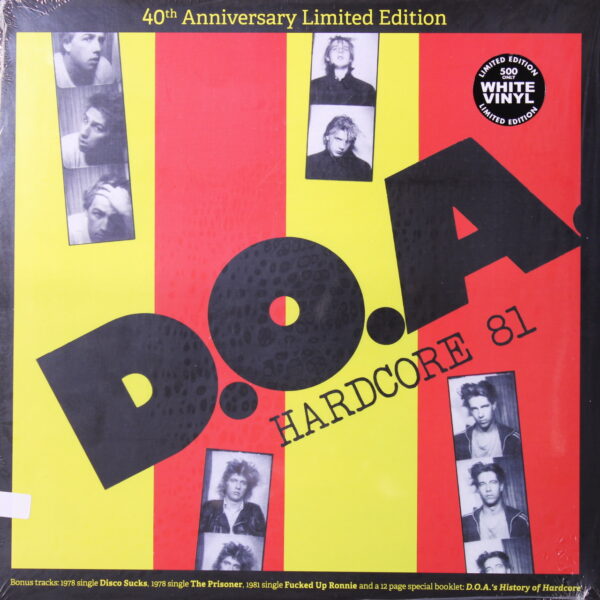 40th Anniversary Limited Edition
LIMITED EDITION
500
ONLY
WHITE
VINYL
LIMITED EDITION
D.O.A.
HARDCORE 81
Bonus tracks: 1978 single Disco Sucks, 1978 single The Prisoner, 1981 single Fucked Up Ronnie and a 12 page special booklet: D.O.A.'s History of Hardcore